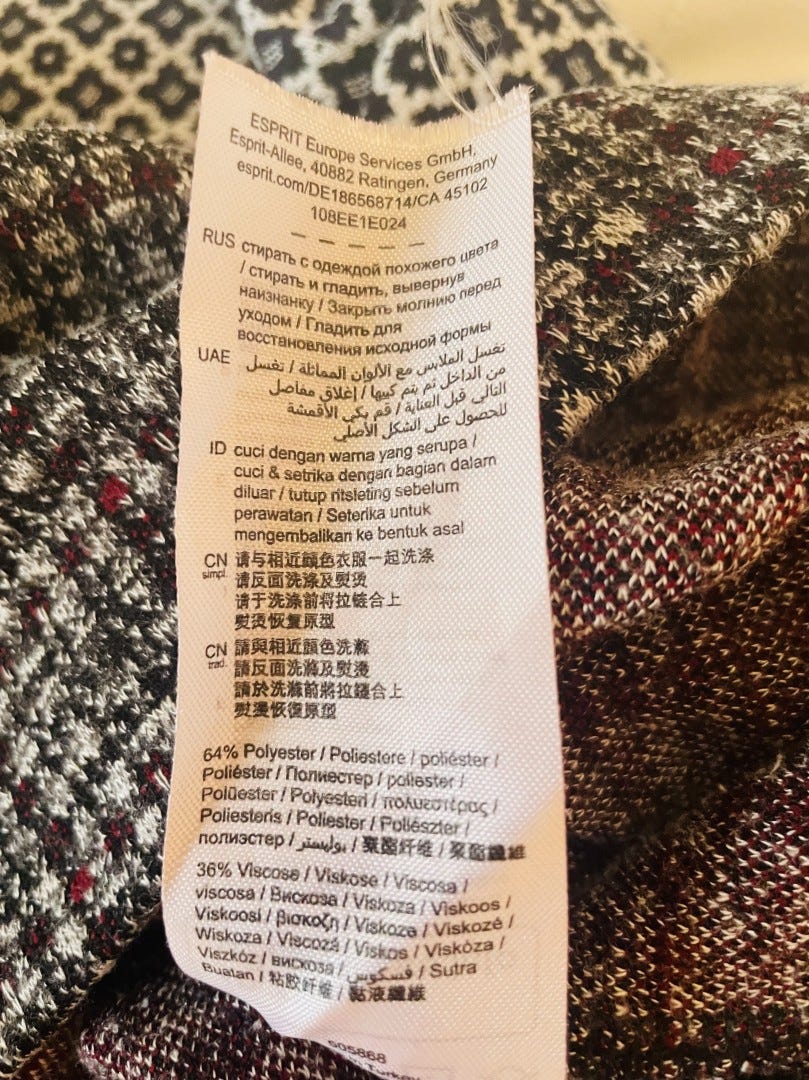 ESPRIT Europe Services GmbH,
Esprit-Allee, 40882 Ratingen, Germany
esprit.com/DE186568714/CA 45102
108EE1E024
— — — — —
RUS стирать с одеждой похожего цвета
/ стирать и гладить, вывернув
наизнанку / Закрыть молнию перед
уходом / Гладить для
восстановления исходной формы
UAE تغسل الملابس مع الألوان المماثلة / تغسل
من الداخل ثم يتم كيها / إغلاق مفاصل
التالي قبل العناية / قم بكي الأقمشة
للحصول على الشكل الأصلي
ID cuci dengan warna yang serupa /
cuci & setrika dengan bagian dalam
diluar / tutup ritsleting sebelum
perawatan / Seterika untuk
mengembalikan ke bentuk asal
CN simpl. 请与相近顔色衣服一起洗涤
请反面洗涤及熨烫
请于洗涤前将拉链合上
熨烫恢复原型
CN trad. 請與相近顔色洗滌
請反面洗滌及熨燙
請於洗滌前將拉鏈合上
熨燙恢復原型
64% Polyester / Poliestere / poliéster /
Poliéster / Полиестер / poliester /
Polüester / Polyesteri / πολυεστέρας /
Poliesteris / Poliester / Poliészter /
полиэстер / بوليستر / 聚酯纤维 / 聚酯纖維
36% Viscose / Viskose / Viscosa /
viscosa / Вискоза / Viskoza / Viskoos /
Viskoosi / βισκοζη / Viskoze / Viskozė /
Wiskoza / Viscoză / Viskos / Viskóza /
Viszkóz / вискоза / فسكوس / Sutra
Buatan / 粘胶纤维 / 黏液纖維
505868
Turkey